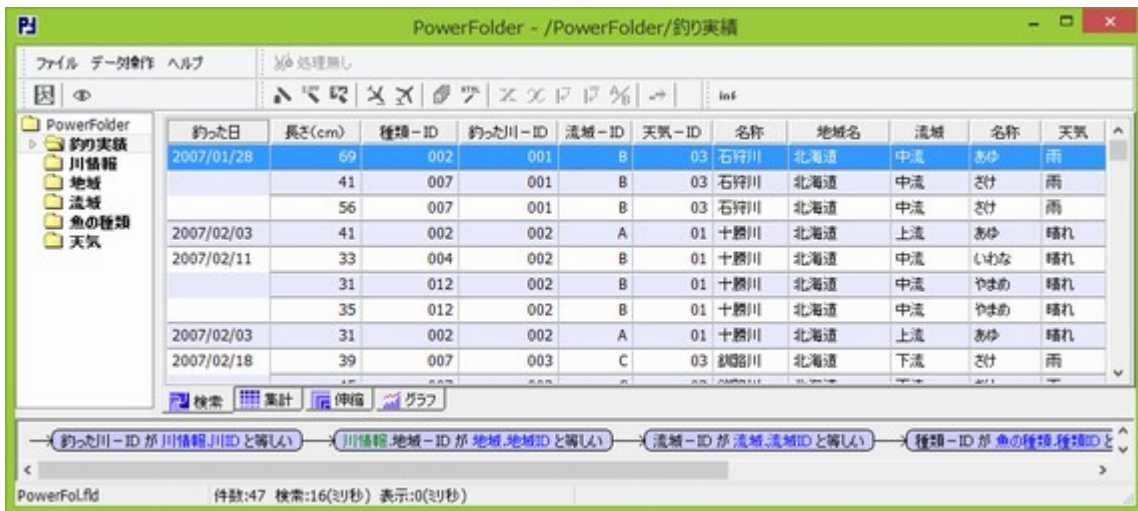 PowerFolder - /PowerFolder/釣り実績
ファイル データ操作 ヘルプ 処理無し
inf
PowerFolder
釣り実績
川情報
地域
流域
魚の種類
天気
釣った日 長さ(cm) 種類-ID 釣った川-ID 流域-ID 天気-ID 名称 地域名 流域 名称 天気
2007/01/28 69 002 001 B 03 石狩川 北海道 中流 あゆ 雨
41 007 001 B 03 石狩川 北海道 中流 さけ 雨
56 007 001 B 03 石狩川 北海道 中流 さけ 雨
2007/02/03 41 002 002 A 01 十勝川 北海道 上流 あゆ 晴れ
2007/02/11 33 004 002 B 01 十勝川 北海道 中流 いわな 晴れ
31 012 002 B 01 十勝川 北海道 中流 やまめ 晴れ
35 012 002 B 01 十勝川 北海道 中流 やまめ 晴れ
2007/02/03 31 002 002 A 01 十勝川 北海道 上流 あゆ 晴れ
2007/02/18 39 007 003 C 03 釧路川 北海道 下流 さけ 雨
検索 集計 伸縮 グラフ
釣った川-ID が 川情報.川ID と等しい 川情報.地域-ID が 地域.地域ID と等しい 流域-ID が 流域.流域ID と等しい 種類-ID が 魚の種類.種類ID と
PowerFol.fld 件数:47 検索:16(ミリ秒) 表示:0(ミリ秒)